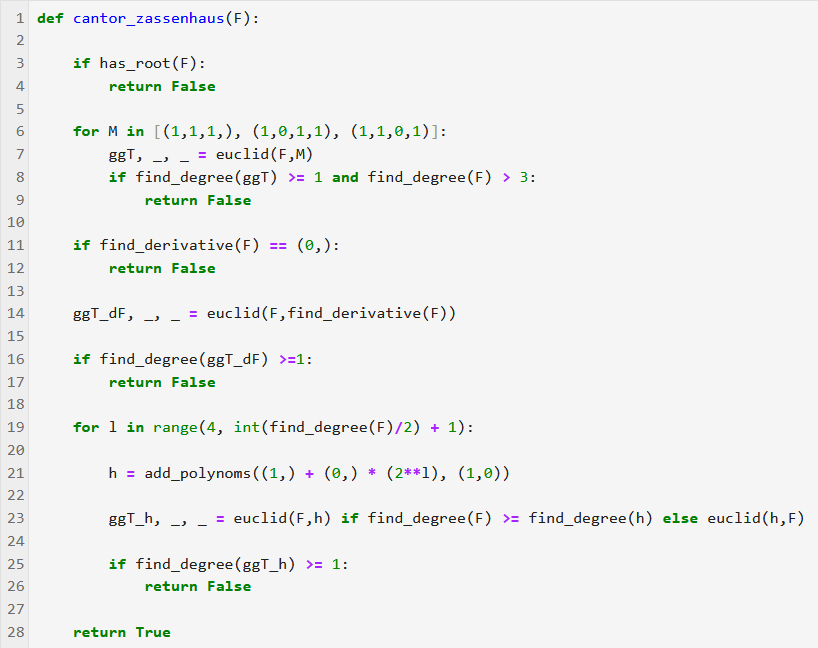 1 def cantor_zassenhaus(F):
2
3     if has_root(F):
4         return False
5
6     for M in [(1,1,1,), (1,0,1,1), (1,1,0,1)]:
7         ggT, _, _ = euclid(F,M)
8         if find_degree(ggT) >= 1 and find_degree(F) > 3:
9             return False
10
11     if find_derivative(F) == (0,):
12         return False
13
14     ggT_dF, _, _ = euclid(F,find_derivative(F))
15
16     if find_degree(ggT_dF) >=1:
17         return False
18
19     for l in range(4, int(find_degree(F)/2) + 1):
20
21         h = add_polynoms((1,) + (0,) * (2**l), (1,0))
22
23         ggT_h, _, _ = euclid(F,h) if find_degree(F) >= find_degree(h) else euclid(h,F)
24
25         if find_degree(ggT_h) >= 1:
26             return False
27
28     return True